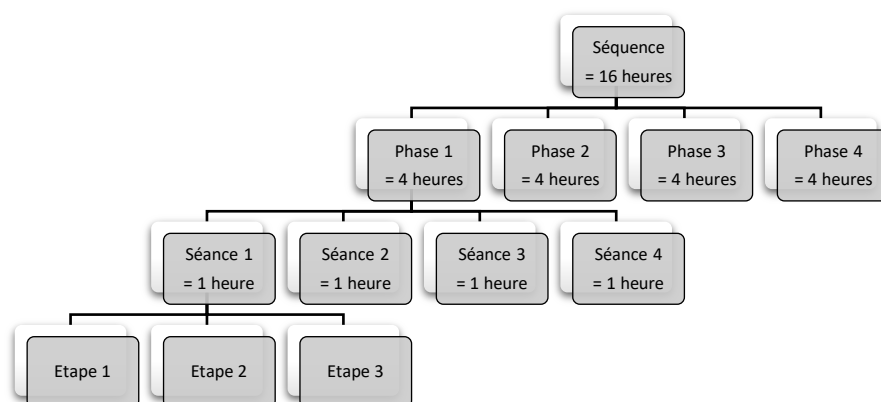 Séquence
= 16 heures
Phase 1
= 4 heures
Phase 2
= 4 heures
Phase 3
= 4 heures
Phase 4
= 4 heures
Séance 1
= 1 heure
Séance 2
= 1 heure
Séance 3
= 1 heure
Séance 4
= 1 heure
Etape 1
Etape 2
Etape 3